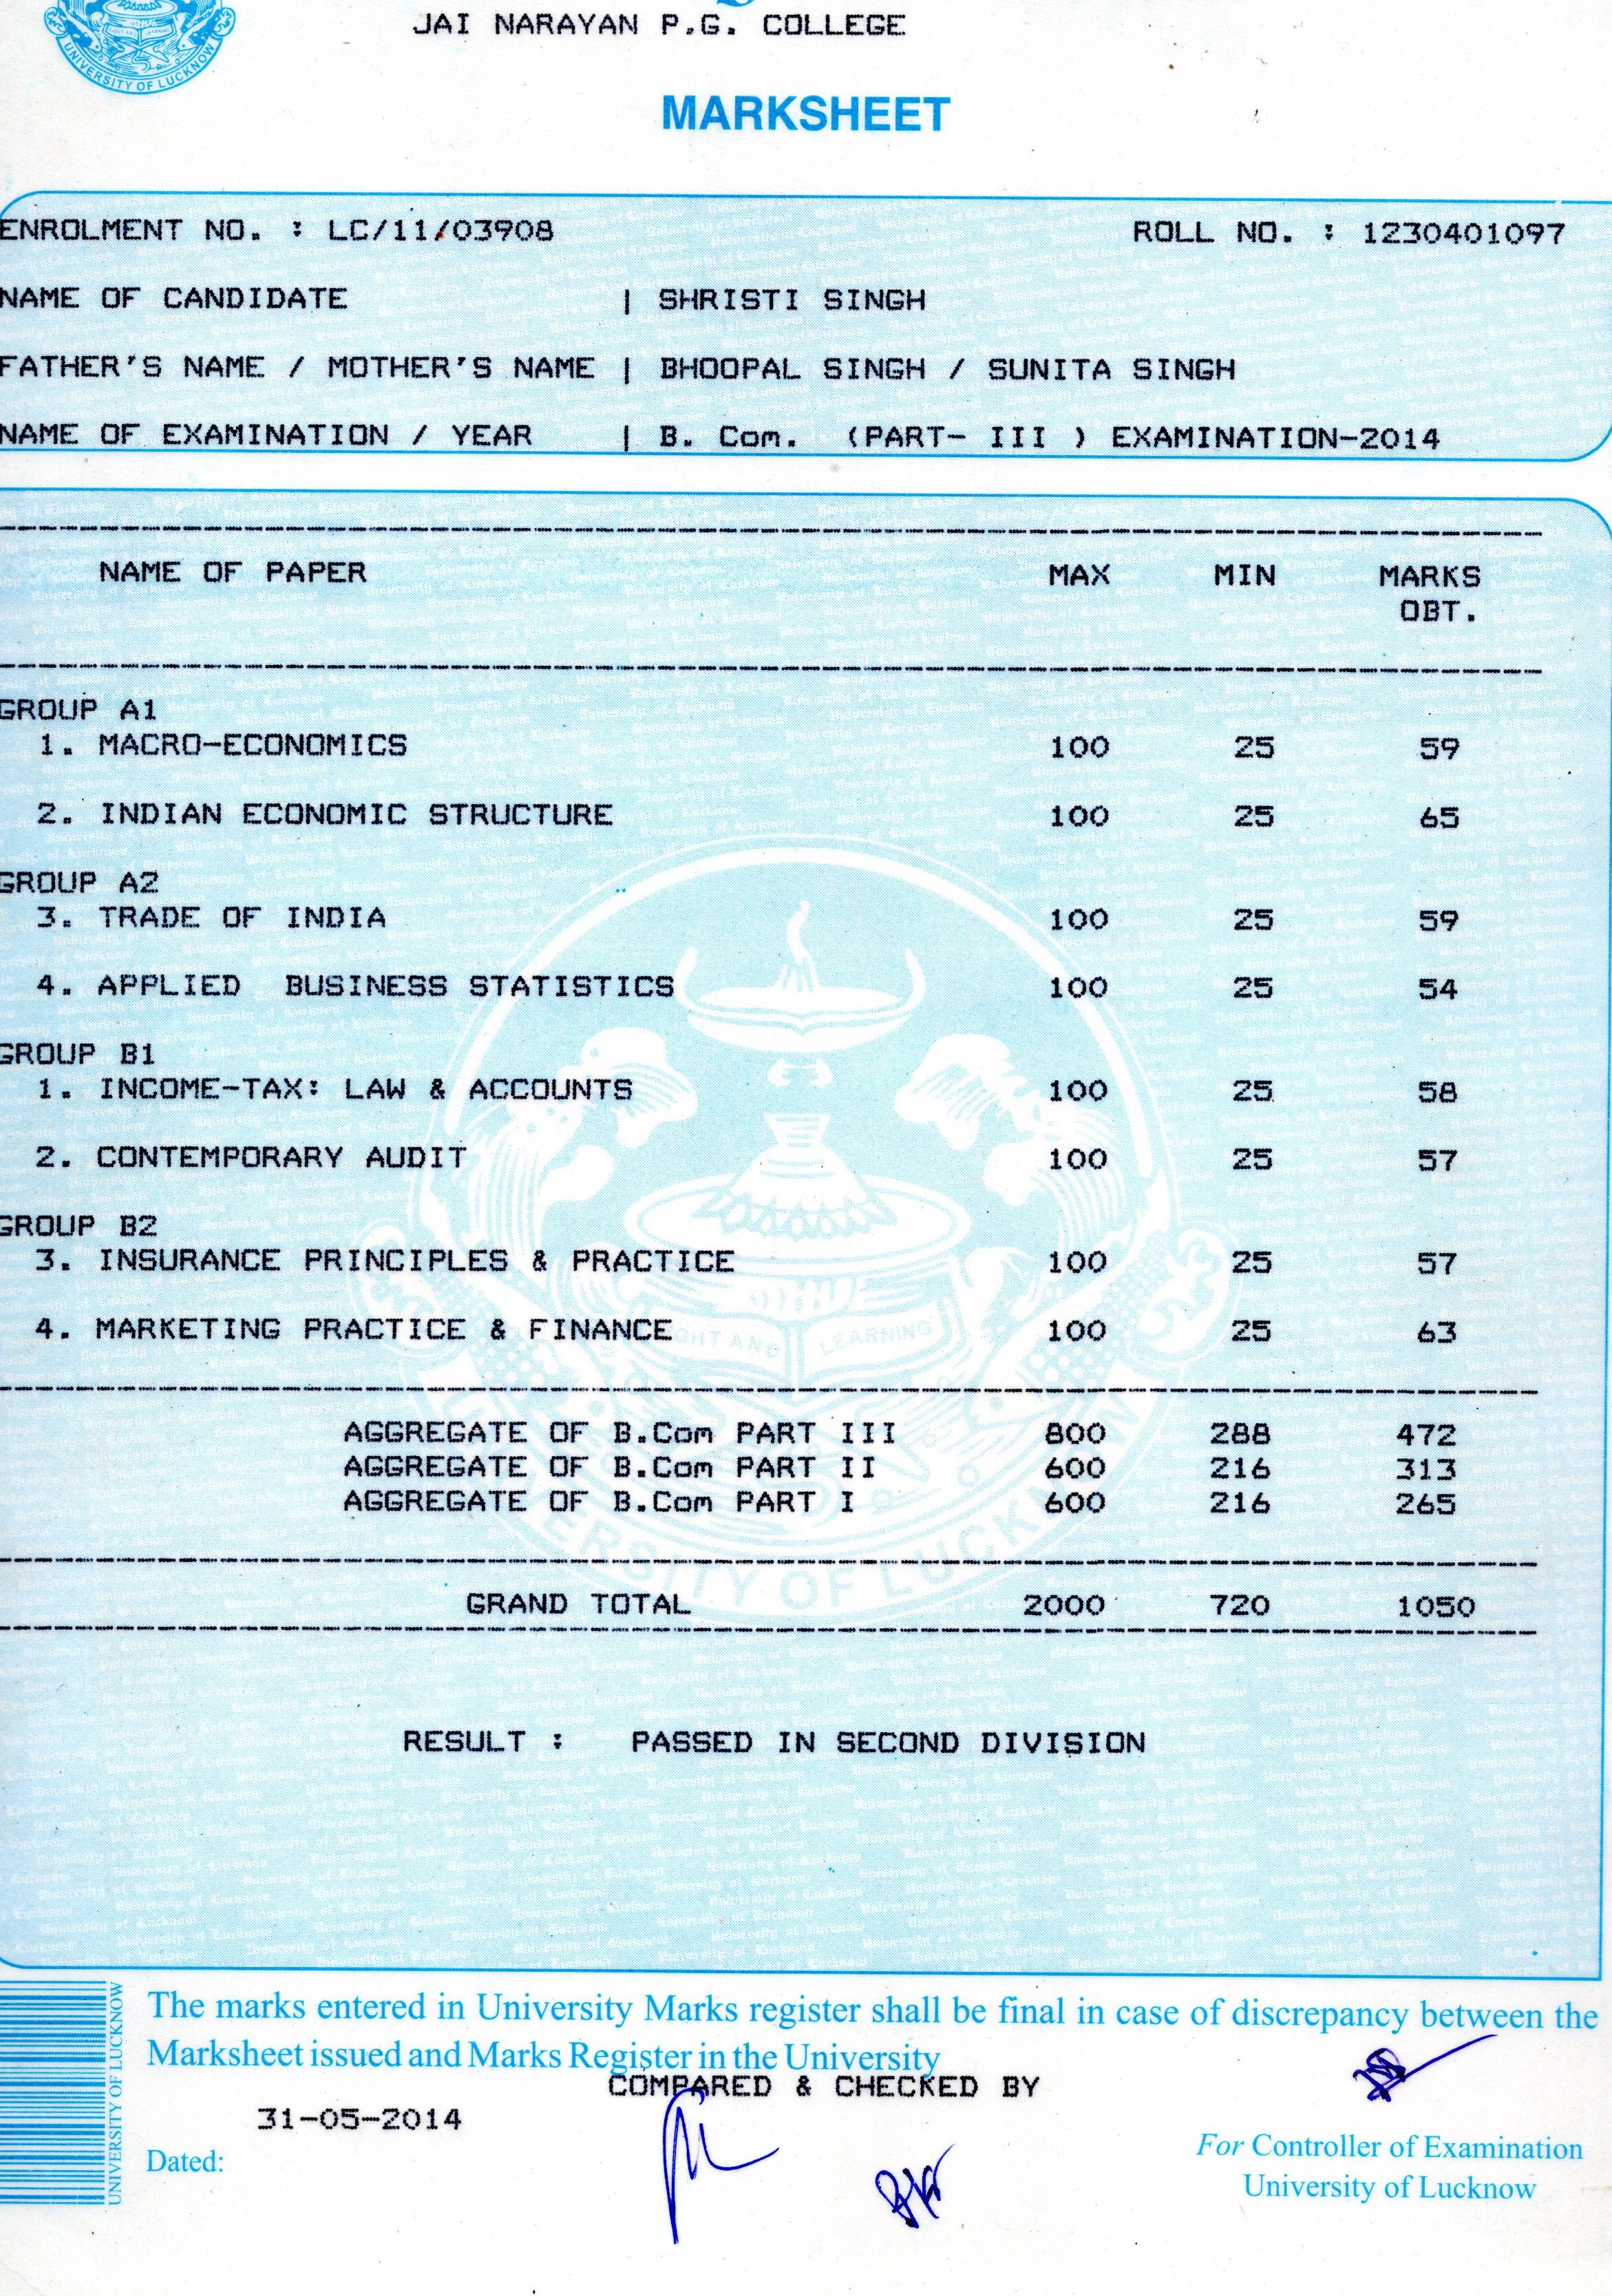 JAI NARAYAN P.G. COLLEGE
UNIVERSITY OF LUCKNOW
MARKSHEET
ENROLMENT NO. : LC/11/03908 ROLL NO. : 1230401097
NAME OF CANDIDATE | SHRISTI SINGH
FATHER'S NAME / MOTHER'S NAME | BHOOPAL SINGH / SUNITA SINGH
NAME OF EXAMINATION / YEAR | B. Com. (PART- III ) EXAMINATION-2014
NAME OF PAPER MAX MIN MARKS
OBT.
GROUP A1
1. MACRO-ECONOMICS 100 25 59
2. INDIAN ECONOMIC STRUCTURE 100 25 65
GROUP A2
3. TRADE OF INDIA 100 25 59
4. APPLIED BUSINESS STATISTICS 100 25 54
GROUP B1
1. INCOME-TAX: LAW & ACCOUNTS 100 25 58
2. CONTEMPORARY AUDIT 100 25 57
GROUP B2
3. INSURANCE PRINCIPLES & PRACTICE 100 25 57
4. MARKETING PRACTICE & FINANCE 100 25 63
AGGREGATE OF B.Com PART III 800 288 472
AGGREGATE OF B.Com PART II 600 216 313
AGGREGATE OF B.Com PART I 600 216 265
GRAND TOTAL 2000 720 1050
RESULT : PASSED IN SECOND DIVISION
UNIVERSITY OF LUCKNOW
The marks entered in University Marks register shall be final in case of discrepancy between the
Marksheet issued and Marks Register in the University
COMPARED & CHECKED BY
31-05-2014
Dated:
For Controller of Examination
University of Lucknow